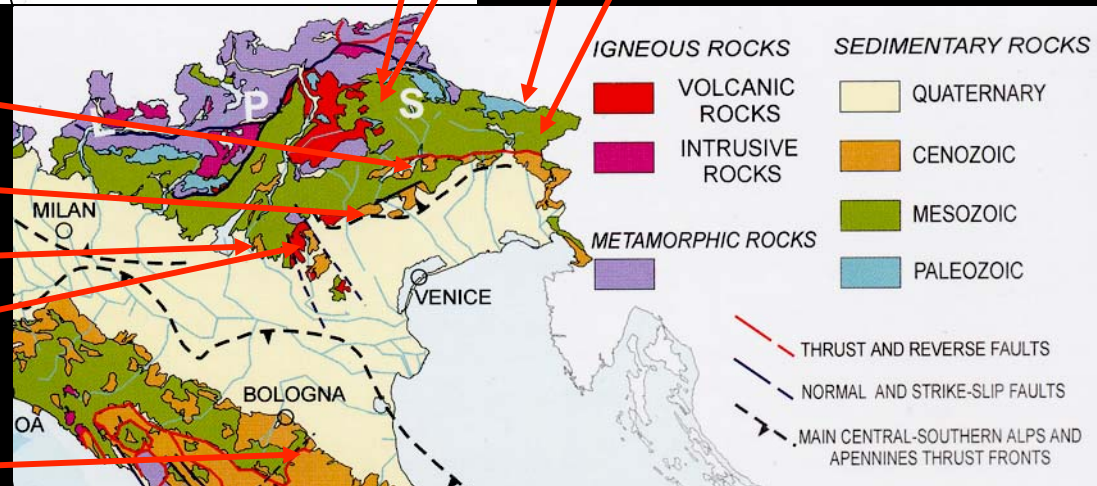 IGNEOUS ROCKS
VOLCANIC
ROCKS
INTRUSIVE
ROCKS
METAMORPHIC ROCKS
SEDIMENTARY ROCKS
QUATERNARY
CENOZOIC
MESOZOIC
PALEOZOIC
THRUST AND REVERSE FAULTS
NORMAL AND STRIKE-SLIP FAULTS
MAIN CENTRAL-SOUTHERN ALPS AND
APENNINES THRUST FRONTS
L P S
MILAN
VENICE
BOLOGNA
OA